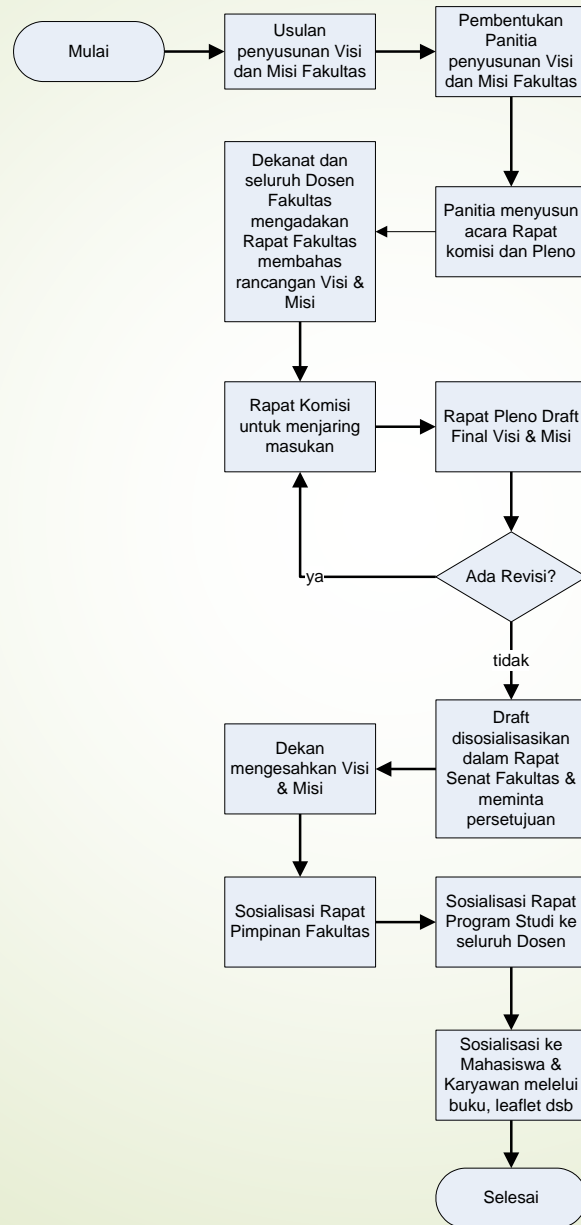 Mulai
Usulan
penyusunan Visi
dan Misi Fakultas
Pembentukan
Panitia
penyusunan Visi
dan Misi Fakultas
Panitia menyusun
acara Rapat
komisi dan Pleno
Dekanat dan
seluruh Dosen
Fakultas
mengadakan
Rapat Fakultas
membahas
rancangan Visi &
Misi
Rapat Komisi
untuk menjaring
masukan
Rapat Pleno Draft
Final Visi & Misi
Ada Revisi?
ya
tidak
Draft
disosialisasikan
dalam Rapat
Senat Fakultas &
meminta
persetujuan
Dekan
mengesahkan Visi
& Misi
Sosialisasi Rapat
Pimpinan Fakultas
Sosialisasi Rapat
Program Studi ke
seluruh Dosen
Sosialisasi ke
Mahasiswa &
Karyawan melelui
buku, leaflet dsb
Selesai